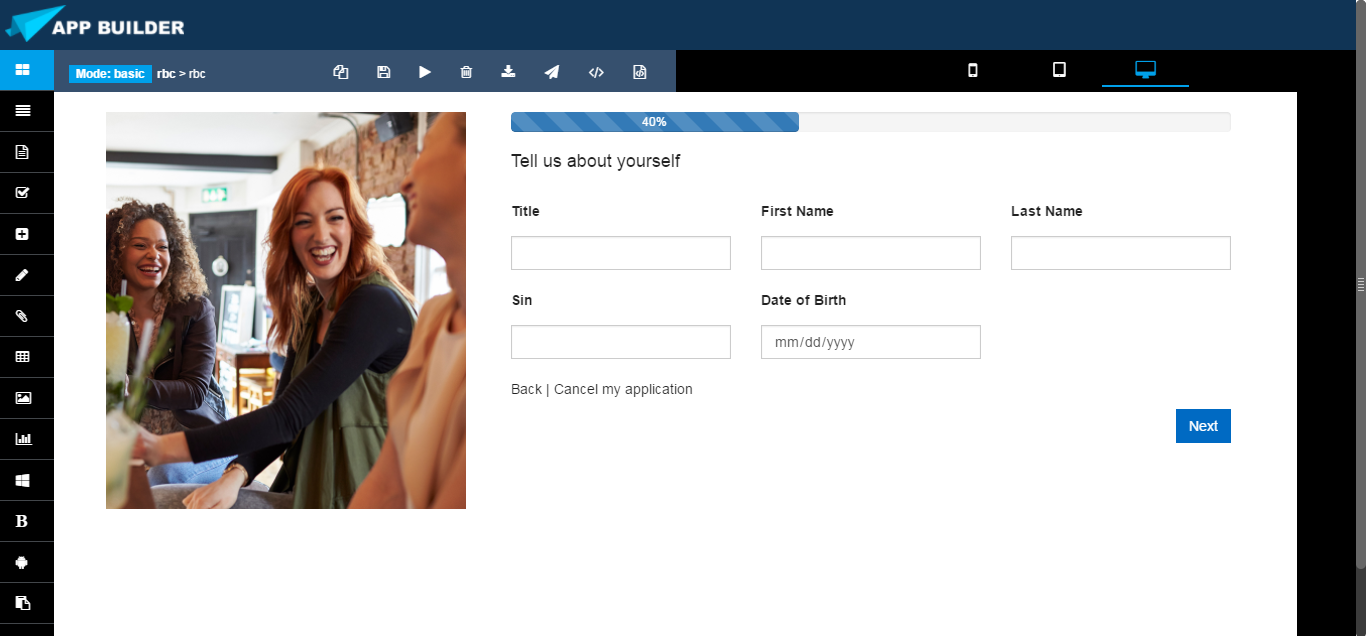 APP BUILDER
Mode: basic rbc > rbc
40%
Tell us about yourself
Title First Name Last Name
Sin Date of Birth
mm/dd/yyyy
Back | Cancel my application
Next
B